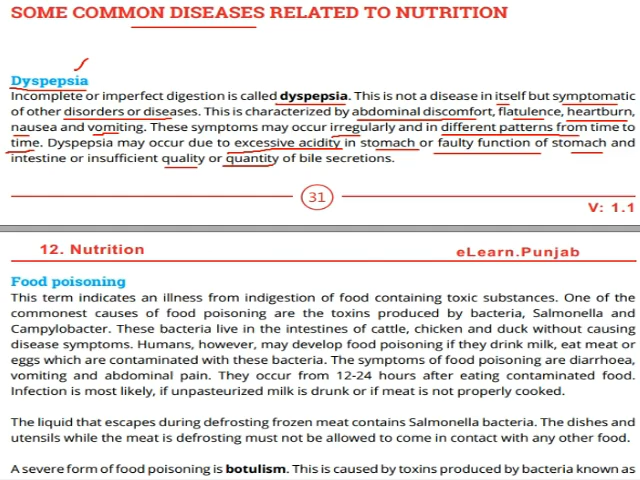 SOME COMMON DISEASES RELATED TO NUTRITION
Dyspepsia
Incomplete or imperfect digestion is called dyspepsia. This is not a disease in itself but symptomatic
of other disorders or diseases. This is characterized by abdominal discomfort, flatulence, heartburn,
nausea and vomiting. These symptoms may occur irregularly and in different patterns from time to
time. Dyspepsia may occur due to excessive acidity in stomach or faulty function of stomach and
intestine or insufficient quality or quantity of bile secretions.
31
V: 1.1
12. Nutrition
eLearn.Punjab
Food poisoning
This term indicates an illness from indigestion of food containing toxic substances. One of the
commonest causes of food poisoning are the toxins produced by bacteria, Salmonella and
Campylobacter. These bacteria live in the intestines of cattle, chicken and duck without causing
disease symptoms. Humans, however, may develop food poisoning if they drink milk, eat meat or
eggs which are contaminated with these bacteria. The symptoms of food poisoning are diarrhoea,
vomiting and abdominal pain. They occur from 12-24 hours after eating contaminated food.
Infection is most likely, if unpasteurized milk is drunk or if meat is not properly cooked.
The liquid that escapes during defrosting frozen meat contains Salmonella bacteria. The dishes and
utensils while the meat is defrosting must not be allowed to come in contact with any other food.
A severe form of food poisoning is botulism. This is caused by toxins produced by bacteria known as